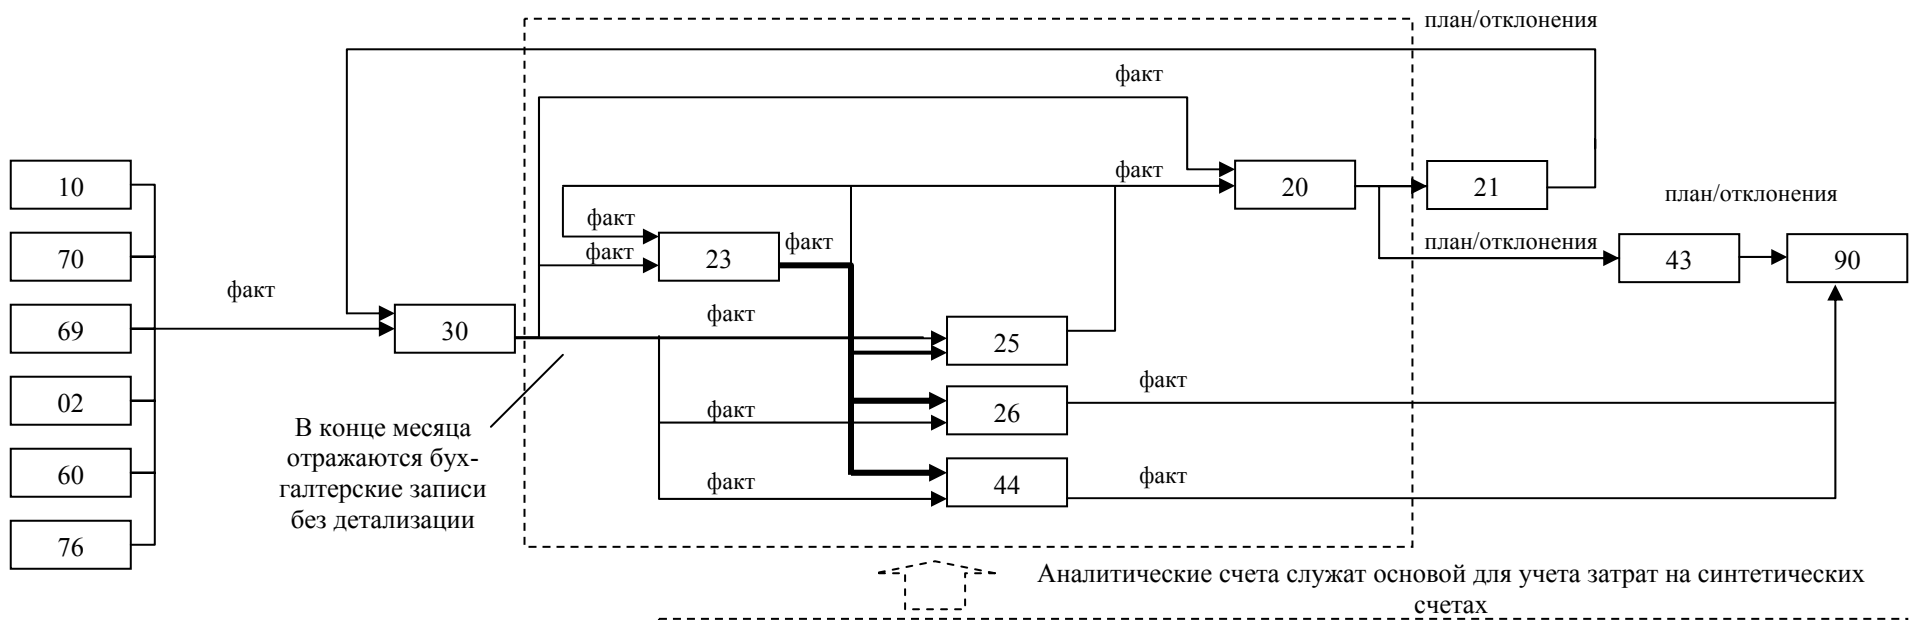 план/отклонения
факт
10
факт
20
21
план/отклонения
факт
70
факт
23
факт
план/отклонения
43
90
факт
69
30
факт
25
02
факт
26
факт
В конце месяца
отражаются бух-
галтерские записи
без детализации
60
факт
44
факт
76
Аналитические счета служат основой для учета затрат на синтетических
счетах